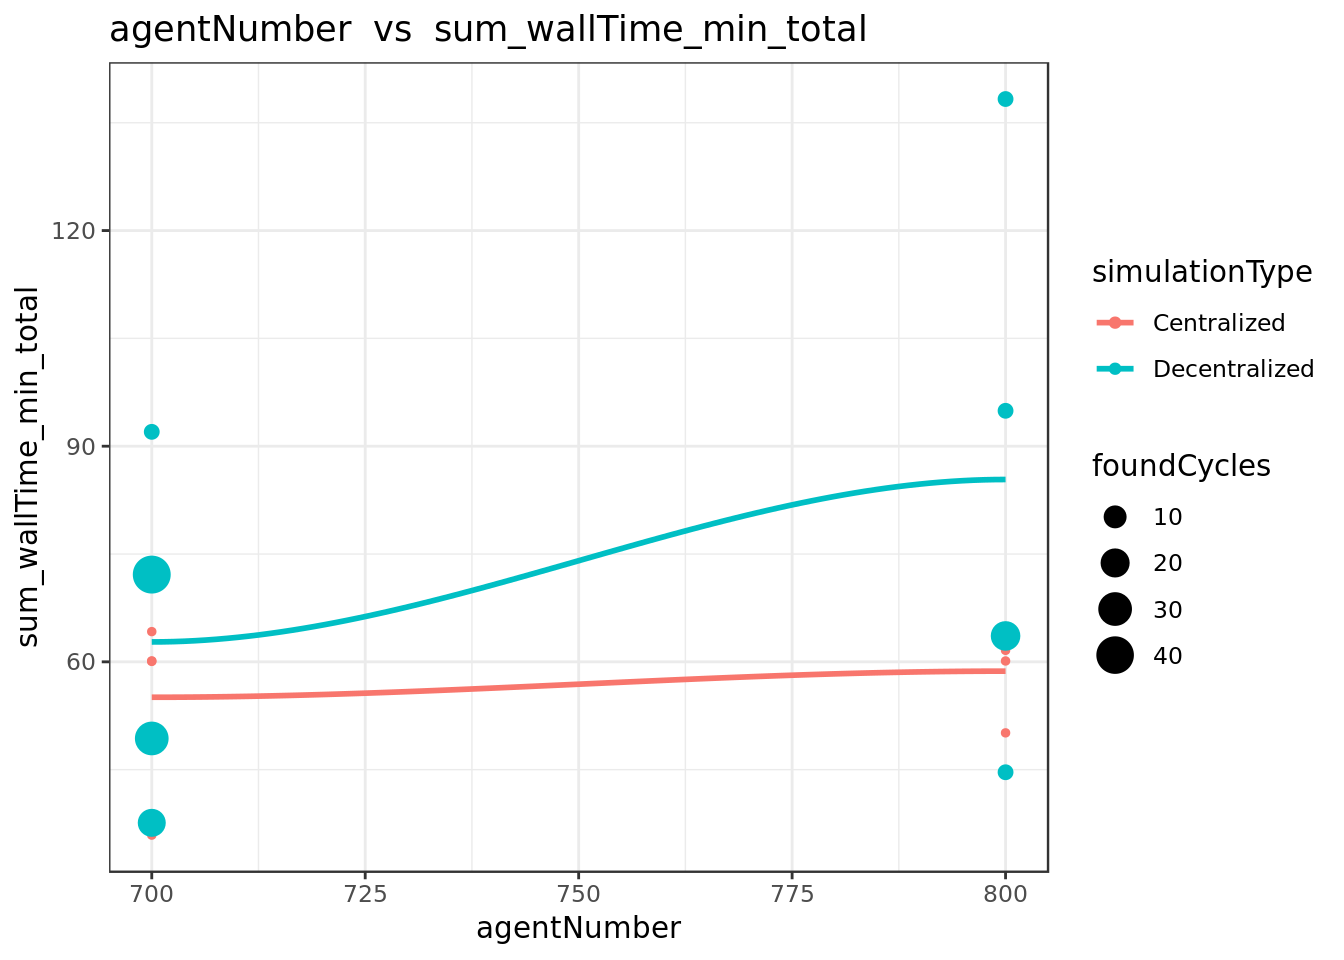 agentNumber  vs  sum_wallTime_min_total
sum_wallTime_min_total
120
90
60
700
725
750
775
800
agentNumber
simulationType
Centralized
Decentralized
foundCycles
10
20
30
40